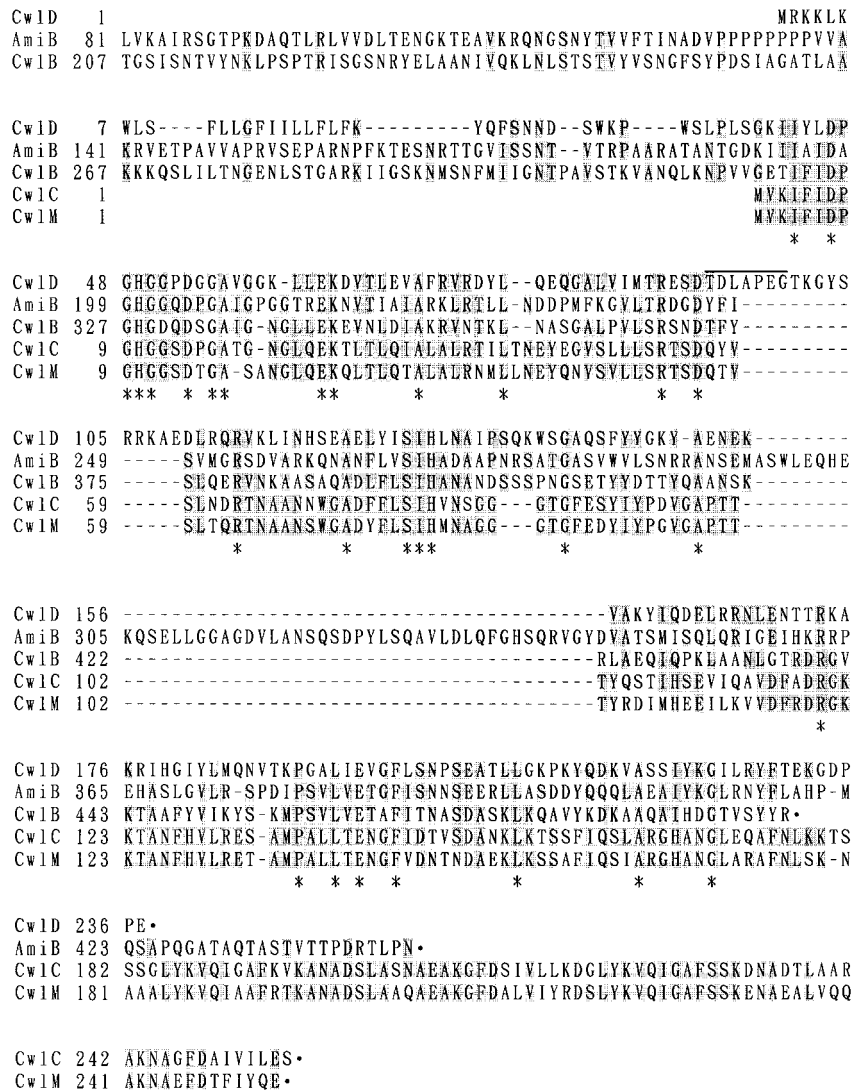 CwlD 1 MRKKLK
AmiB 81 LVKAIRSGTPKDAQTLRLVVDLTENGKTEAVKRQNGSNYTVVFTINADVPPPPPPPPVVA
CwlB 207 TGSISNTVYNKLPSPTRISGSNRYELAANIVQKLNLSTSTVYVSNGFSYPDSIAGATLAA
CwlD 7 WLS----FLLGFIILLFLFK---------YQFSNND--SWKP----WSLPLSGKIIYLDP
AmiB 141 KRVETPAVVAPRVSEPARNPFKTESNRTTGVISSNT-VTRPAARATANTGDKIIIAIDA
CwlB 267 KKKQSLILTNGENLSTGARKIIGSKNMSNFMIIGNTPAVSTKVANQLKNPVVGETIFIDP
CwlC 1 MVKIFIDP
CwlM 1 MVKIFIDP
* *
CwlD 48 GHGGPDGGAVGGK-LLEKDVTLEVAFRVRDYL--QEQGALVIMTRESDTDLAPEGTKGYS
AmiB 199 GHGGQDPGAIGPGGTREKNVTIAIARKLRTLL--NDDPMFKGVLTRDGDYFI---------
CwlB 327 GHGDQDSGAIG-NGLLEKEVNLDIAKRVNTKL--NASGALPVLSRSNDTFY---------
CwlC 9 GHGGSDPGATG-NGLQEKTLTLQIALALRTILTNEYEGVSLLLSRTSDQYV---------
CwlM 9 GHGGSDTGA-SANGLQEKQLTLQTALALRNMLLNEYQNVSVLLSRTSDQTV---------
*** * ** ** * * * *
CwlD 105 RRKAEDLRQRVKLINHSEAELYISIHLNAIPSQKWSGAQSFYYGKY-AENEK--------
AmiB 249 -----SVMGRSDVARKQNANFLVSIHADAAPNRSATGASVWVLSNRRANSEMASWLEQHE
CwlB 375 -----SLQERVNKAASAQADLFLSIHANANDSSSPNGSETYYDTTYQAANSK--------
CwlC 59 -----SLNDRTNAANNWGADFFLSIHVNSGG---GTGFESYIYPDVGAPTT---------
CwlM 59 -----SLTQRTNAANSWGADYFLSIHMNAGG---GTGFEDYIYPGVGAPTT---------
* * *** * *
CwlD 156 ----------------------------------------VAKYIQDELRRNLENTTRKA
AmiB 305 KQSELLGGAGDVLANSQSDPYLSQAVLDLQFGHSQRVGYDVATSMISQLQRIGEIHKRRP
CwlB 422 ---------------------------------------RLAEQIQPKLAANLGTRDRGV
CwlC 102 ---------------------------------------TYQSTIHSEVIQAVDFADRGK
CwlM 102 ---------------------------------------TYRDIMHEEILKVVDFRDRGK
*
CwlD 176 KRIHGIYLMQNVTKPGALIEVGFLSNPSEATLLGKPKYQDKVASSIYKGILRYFTEKGDP
AmiB 365 EHASLGVLR-SPDIPSVLVETGFISNNSEERLLASDDYQQQLAEAIYKGLRNYFLAHP-M
CwlB 443 KTAAFYVIKYS-KMPSVLVETAFITNASDASKLKQAVYKDKAAQAIHDGTVSYYR•
CwlC 123 KTANFHVLRES-AMPALLTENGFIDTVSDANKLKTSSFIQSLARGHANGLEQAFNLKKTS
CwlM 123 KTANFHVLRET-AMPALLTENGFVDNTNDAEKLKSSAFIQSIARGHANGLARAFNLSK-N
* * * * * * *
CwlD 236 PE•
AmiB 423 QSAPQGATAQTASTVTTPDRTLPN•
CwlC 182 SSGLYKVQIGAFKVKANADSLASNAEAKGFDSIVLLKDGLYKVQIGAFSSKDNADTLAAR
CwlM 181 AAALYKVQIAAFRTKANADSLAAQAEAKGFDALVIYRDSLYKVQIGAFSSKENAEALVQQ
CwlC 242 AKNAGFDAIVILES•
CwlM 241 AKNAEFDTFIYQE•